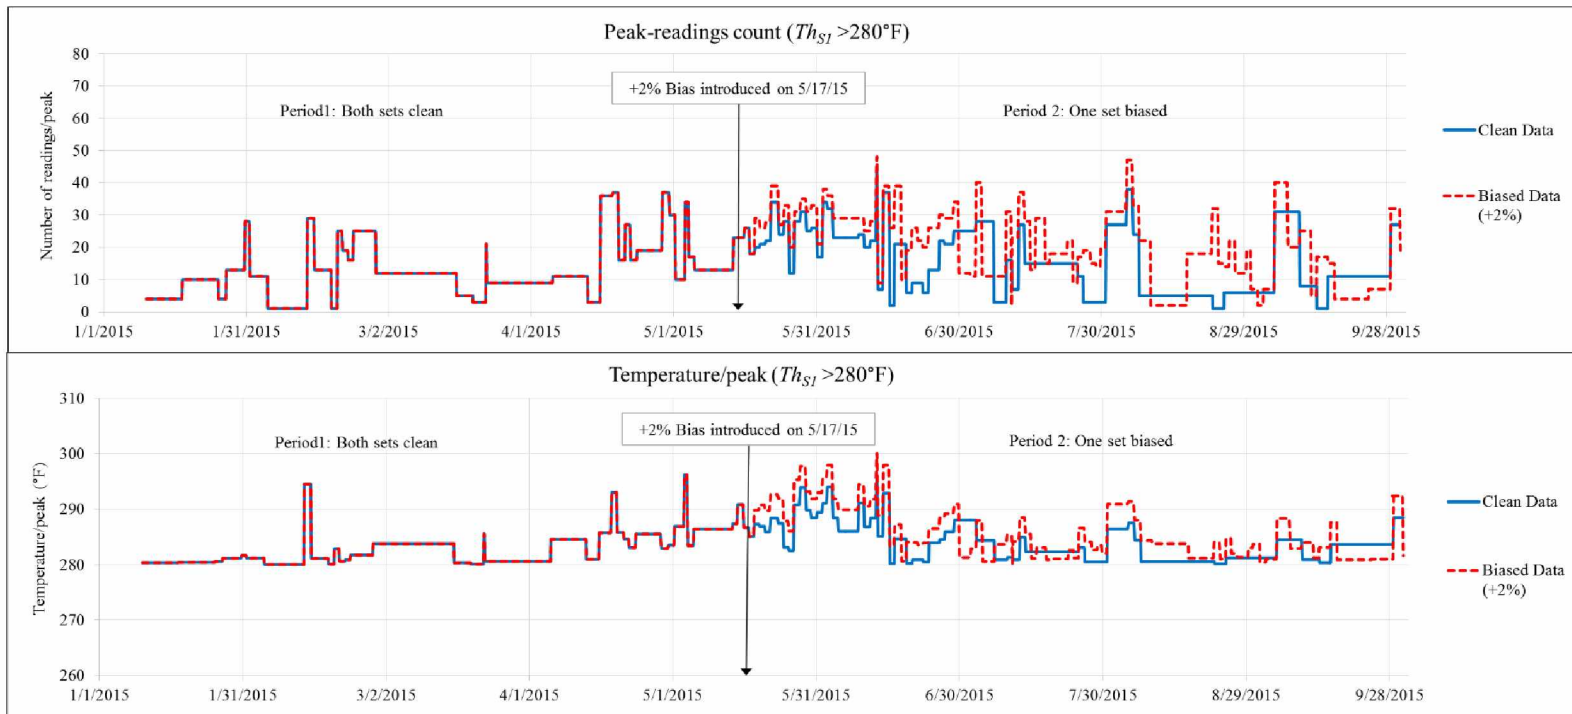 Peak-readings count (ThS1 >280°F)
80
70
60
50
40
30
20
10
0
Number of readings/peak
+2% Bias introduced on 5/17/15
Period1: Both sets clean
Period 2: One set biased
Clean Data
Biased Data
(+2%)
1/1/2015
1/31/2015
3/2/2015
4/1/2015
5/1/2015
5/31/2015
6/30/2015
7/30/2015
8/29/2015
9/28/2015
Temperature/peak (ThS1 >280°F)
310
300
290
280
270
260
Temperature/peak (°F)
+2% Bias introduced on 5/17/15
Period1: Both sets clean
Period 2: One set biased
Clean Data
Biased Data
(+2%)
1/1/2015
1/31/2015
3/2/2015
4/1/2015
5/1/2015
5/31/2015
6/30/2015
7/30/2015
8/29/2015
9/28/2015